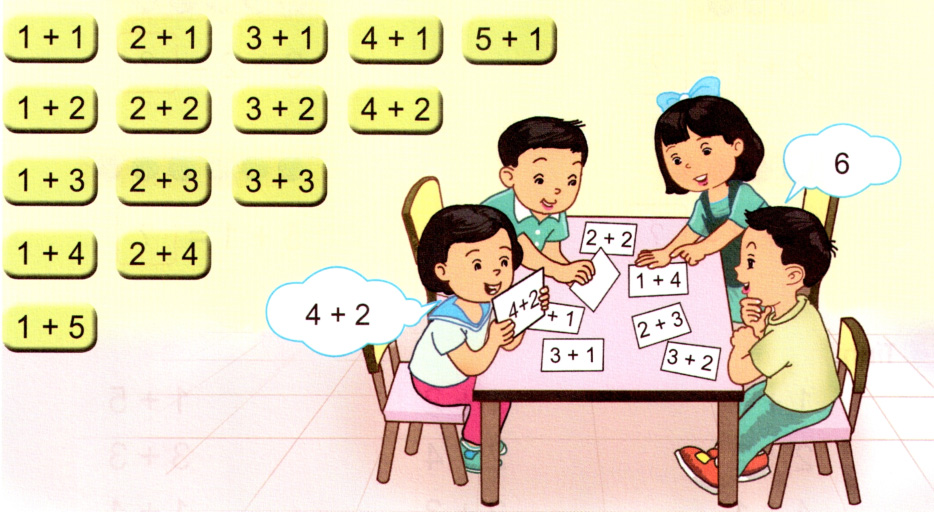 1 + 1 2 + 1 3 + 1 4 + 1 5 + 1
1 + 2 2 + 2 3 + 2 4 + 2
1 + 3 2 + 3 3 + 3
1 + 4 2 + 4
1 + 5
6
4 + 2
2 + 2
1 + 4
4+2
+ 1
2 + 3
3 + 1
3 + 2